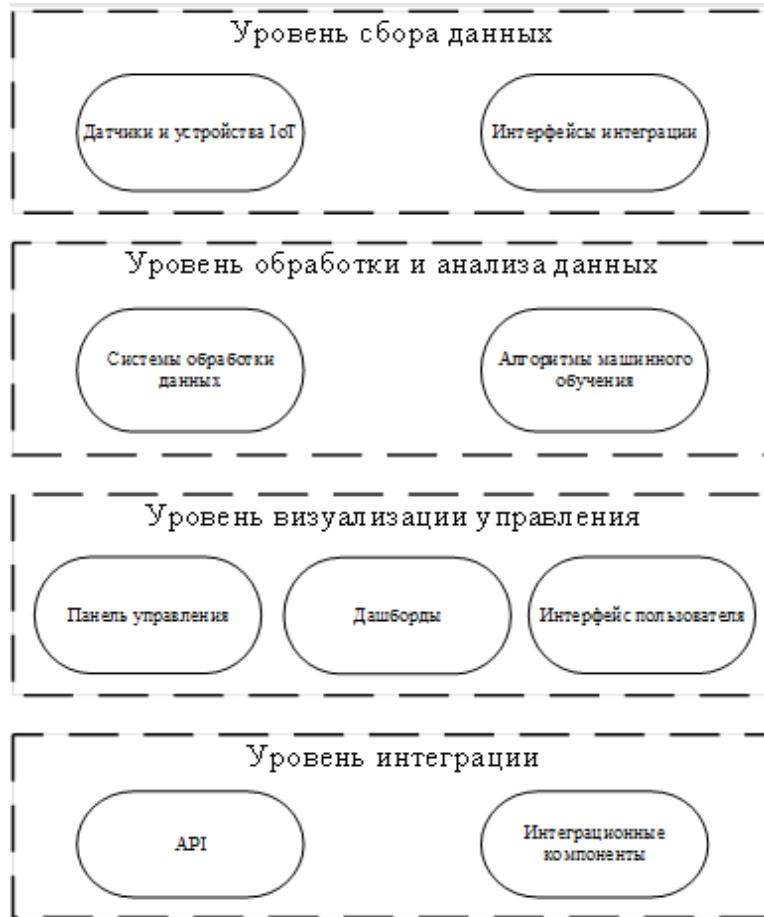 Уровень сбора данных
Датчики и устройства IoT
Интерфейсы интеграции
Уровень обработки и анализа данных
Системы обработки
данных
Алгоритмы машинного
обучения
Уровень визуализации управления
Панель управления
Дашборды
Интерфейс пользователя
Уровень интеграции
API
Интеграционные
компоненты